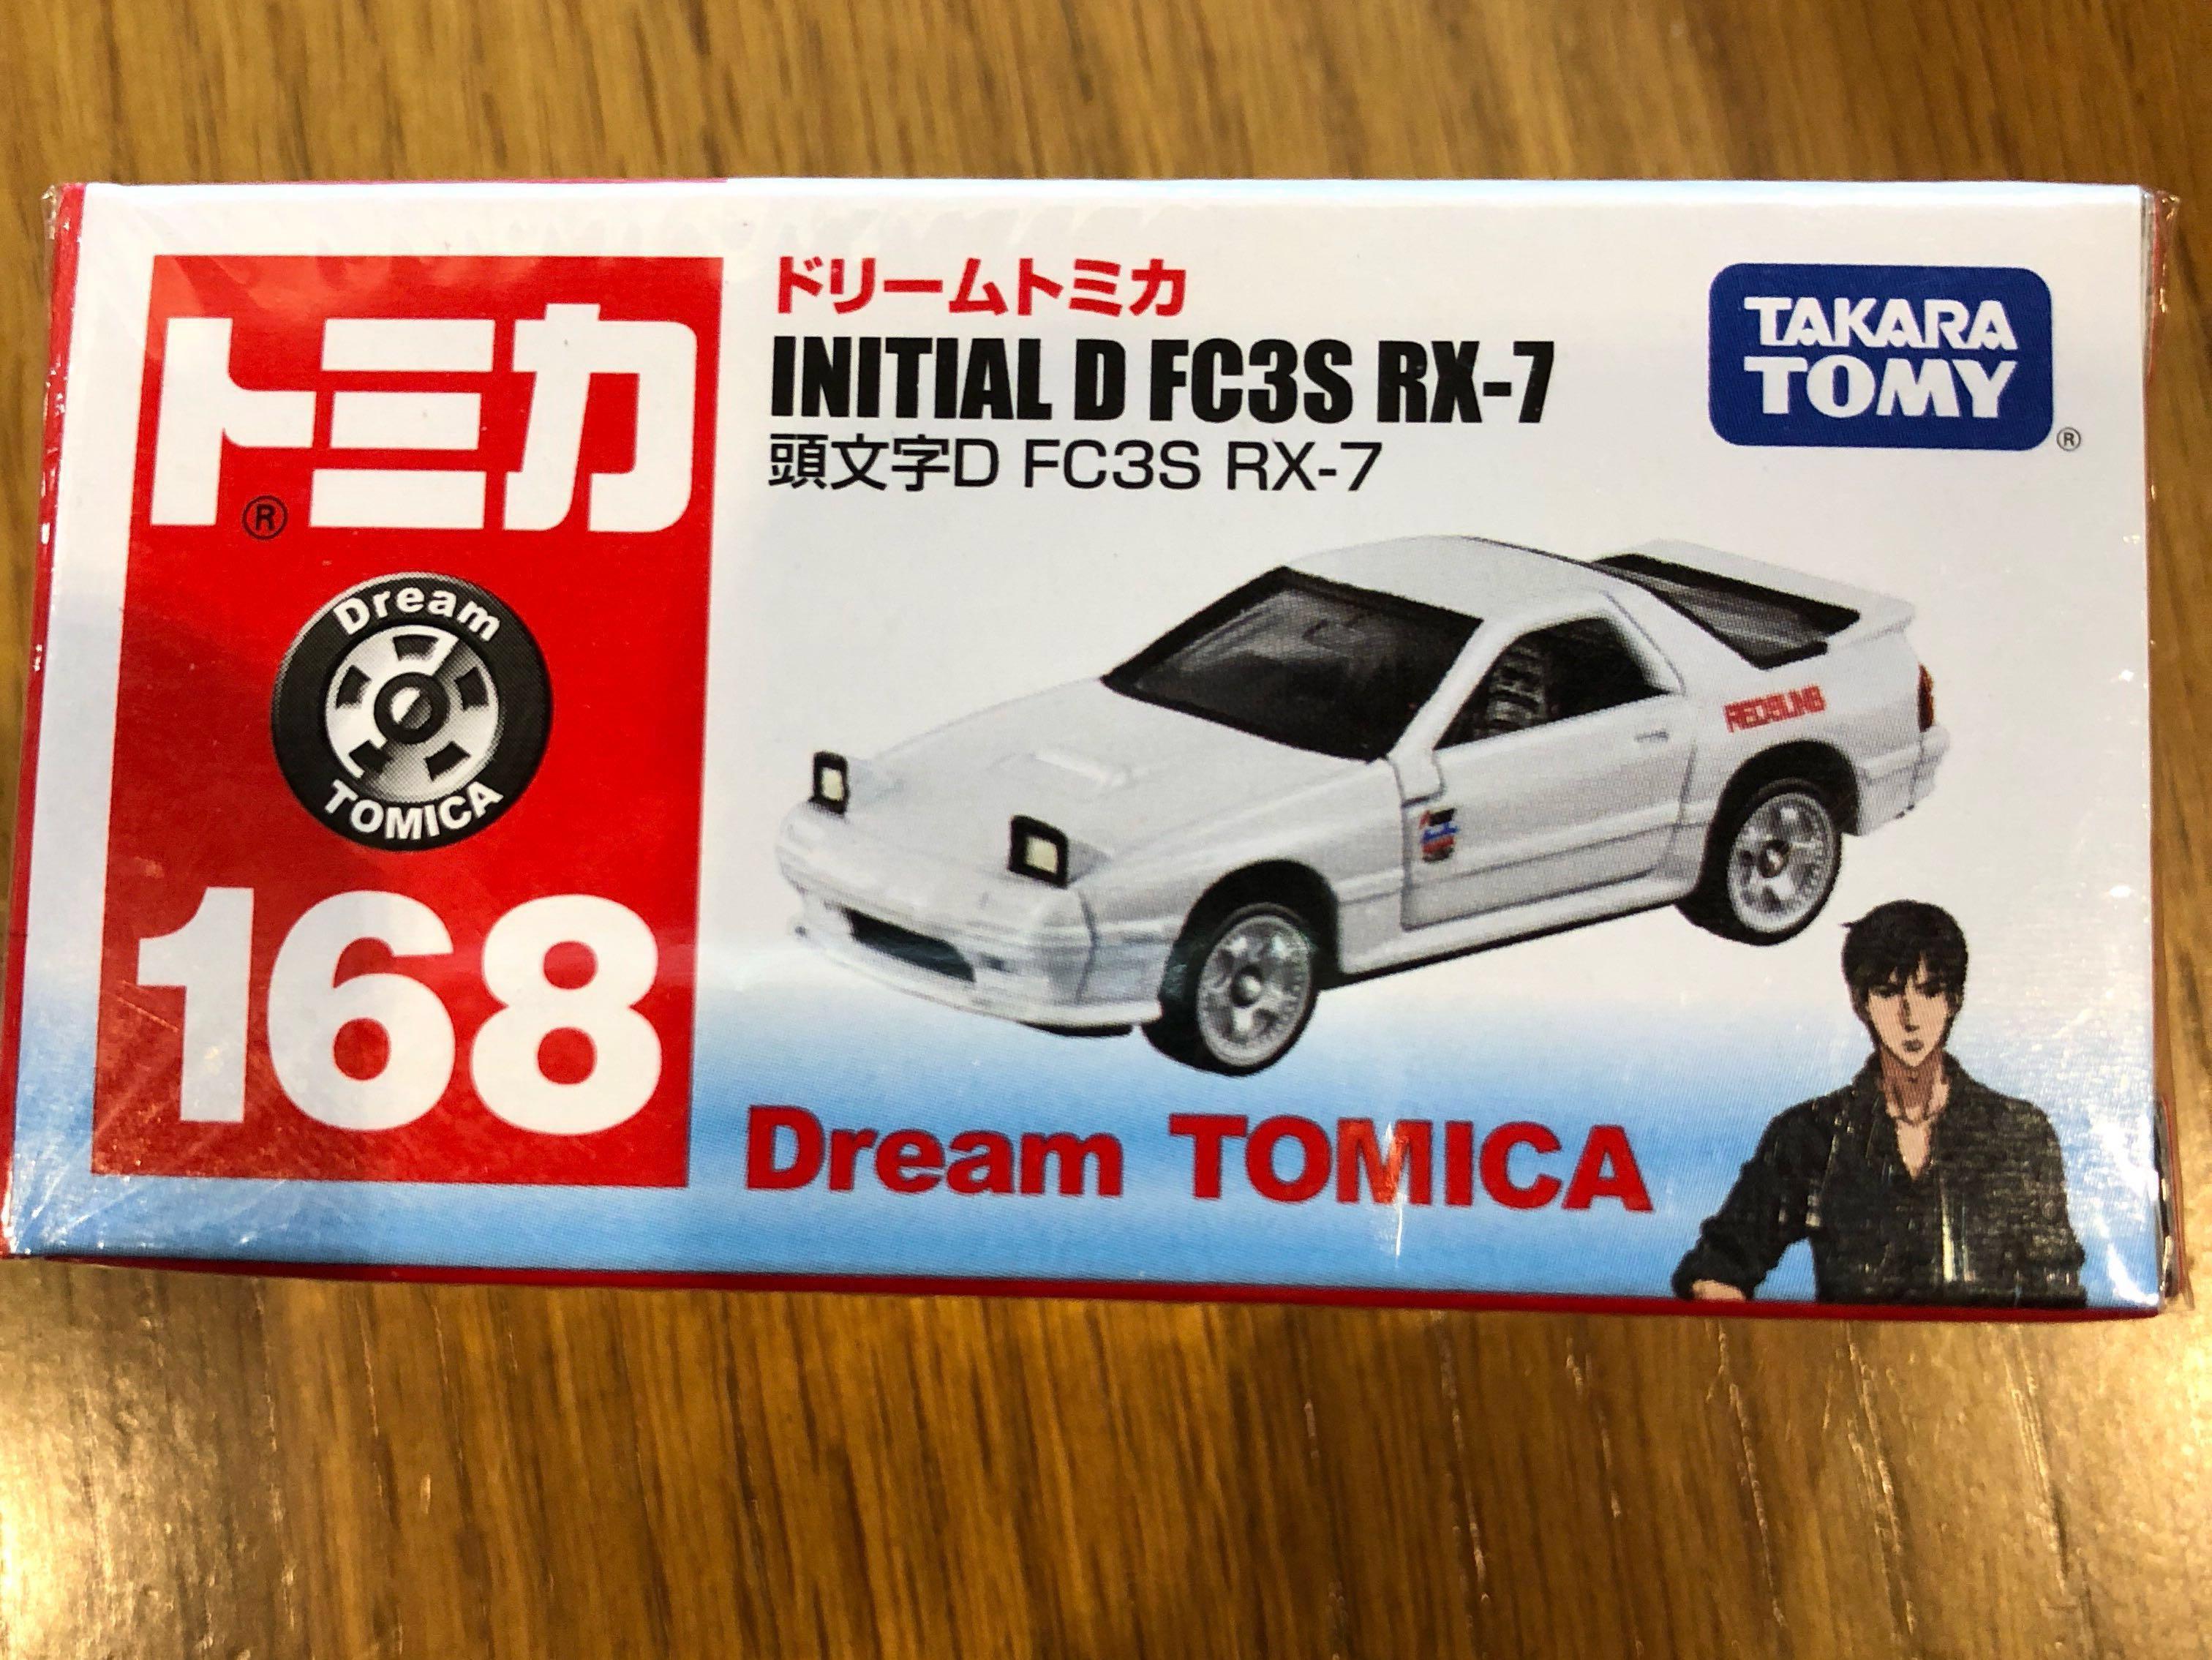 トミカ
®
Dream
TOMICA
168
ドリームトミカ
INITIAL D FC3S RX-7
頭文字D FC3S RX-7
TAKARA
TOMY
®
REDSUNS
Dream TOMICA